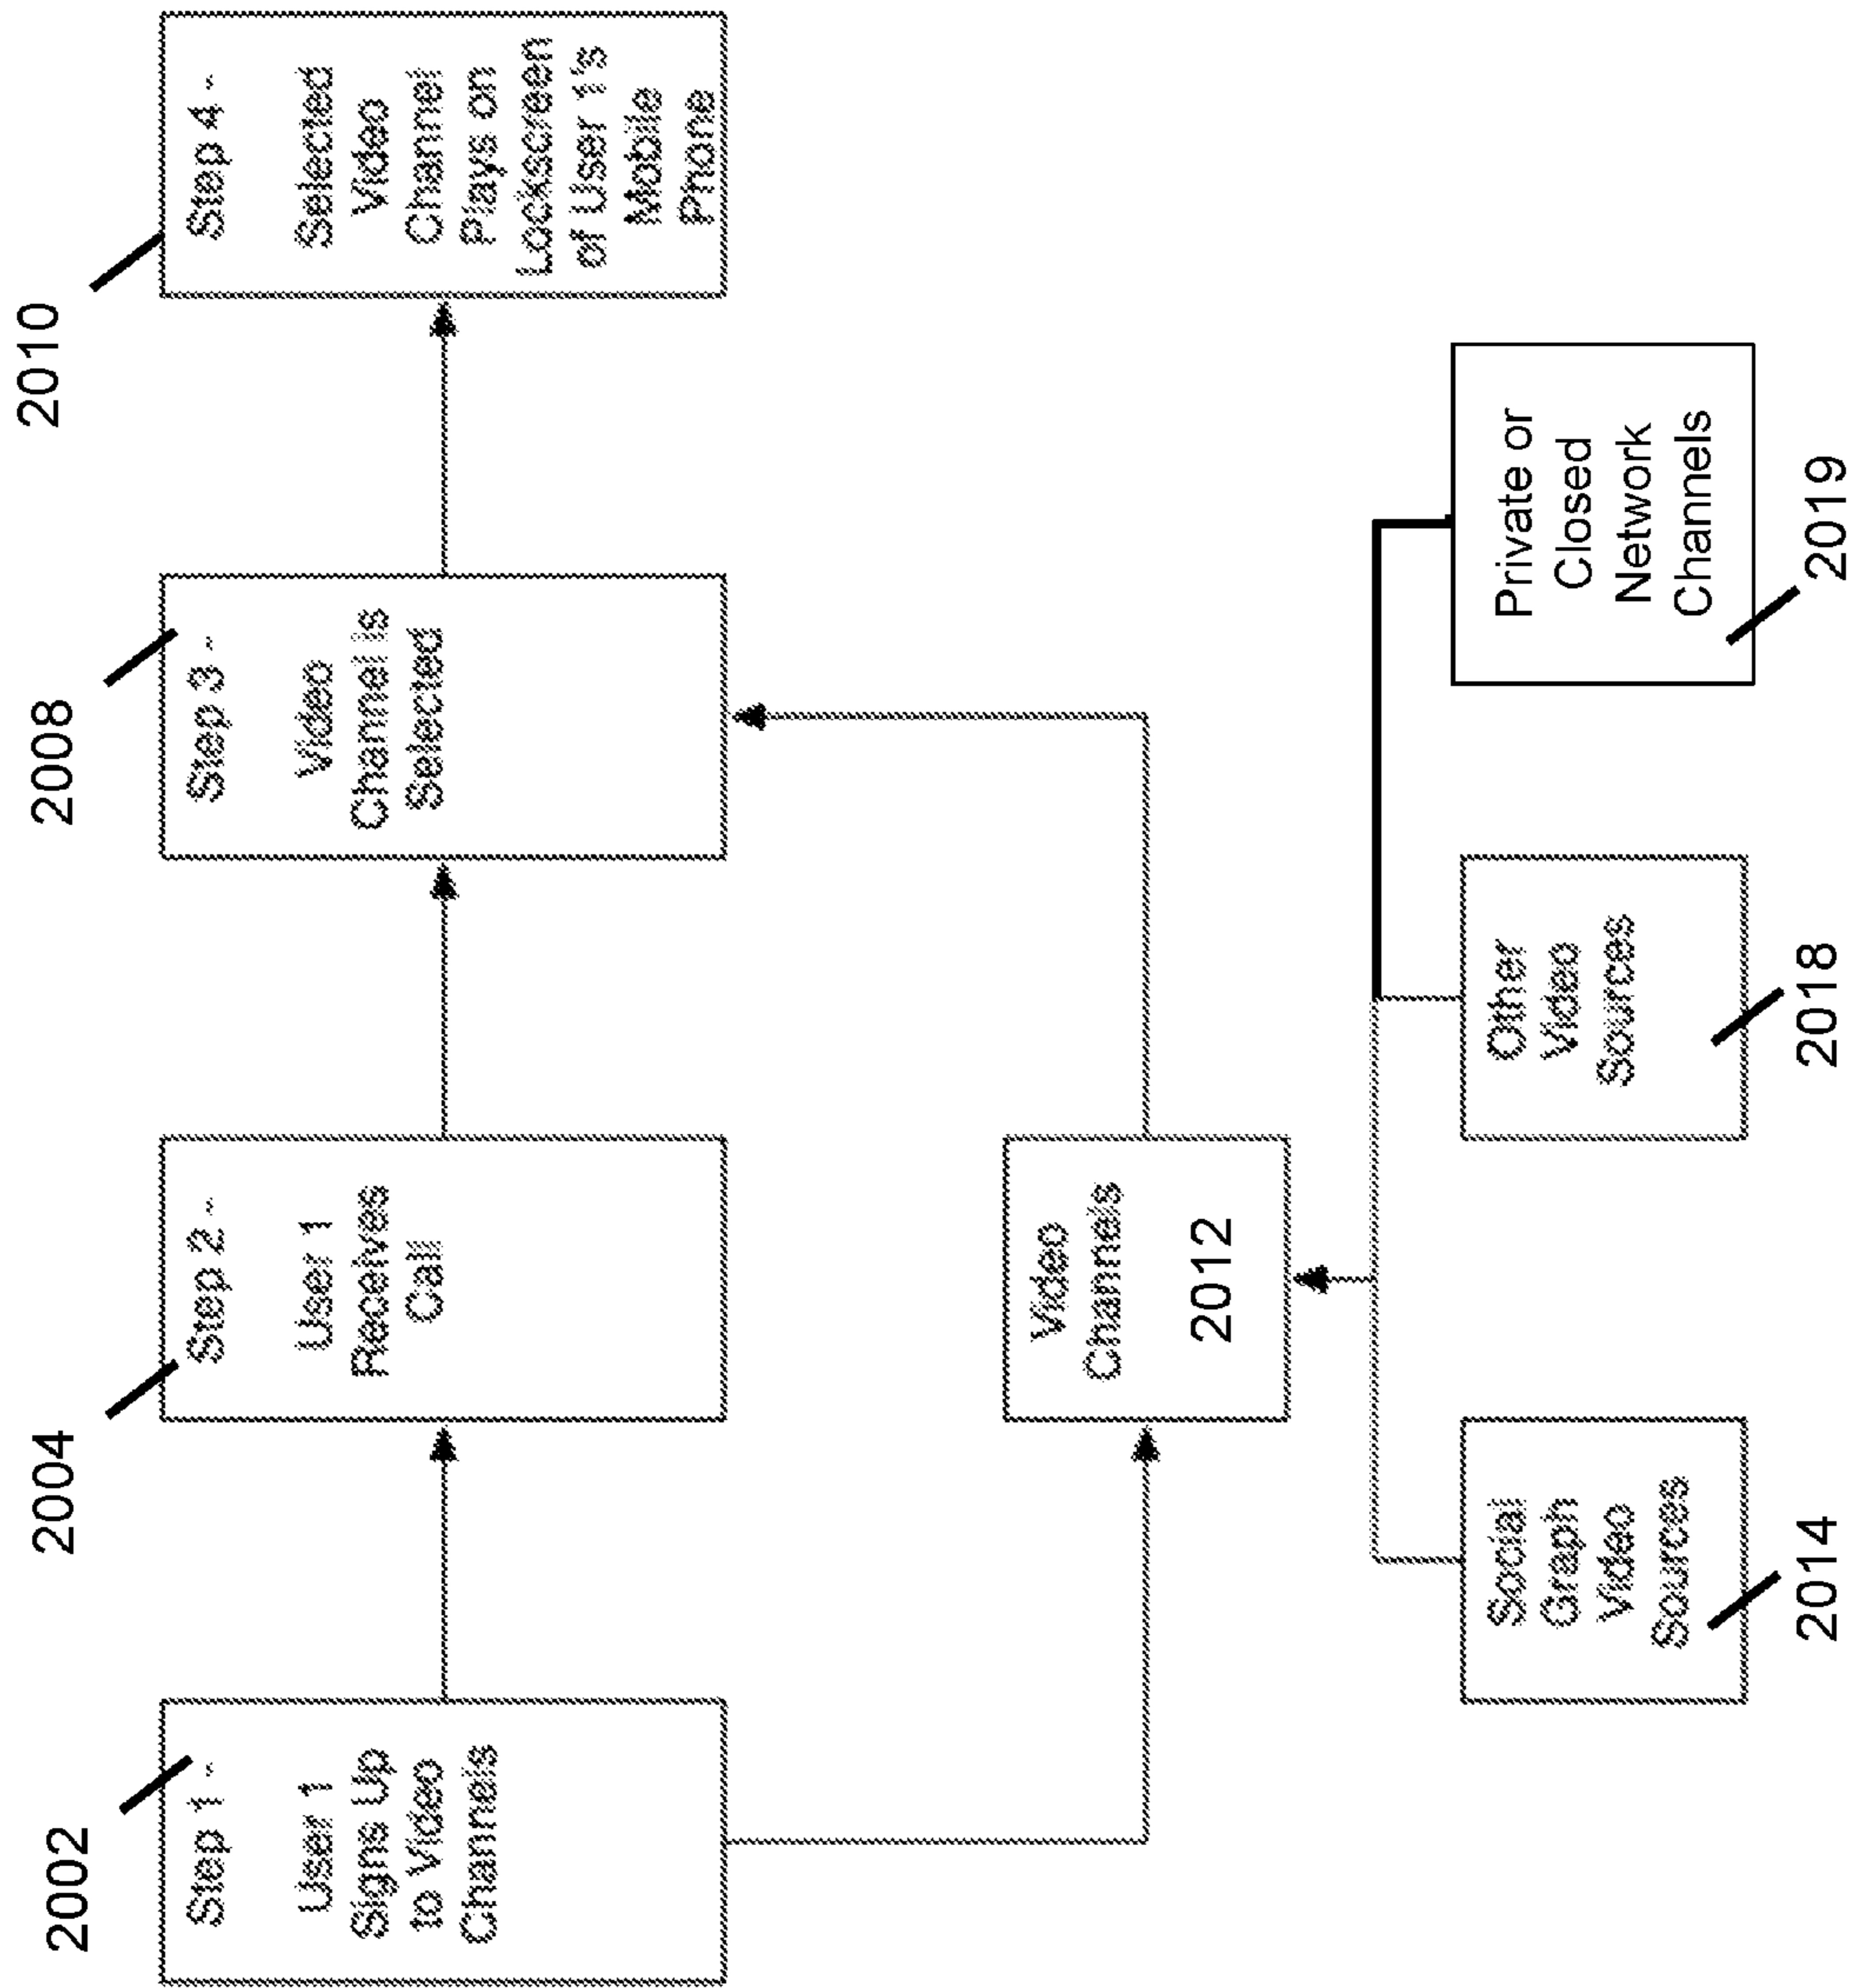 2002
Step 1 -
User 1
Signs Up
to Video
Channels
2004
Step 2 -
User 1
Receives
Call
2008
Step 3 -
Video
Channel is
Selected
2010
Step 4 -
Selected
Video
Channel
Plays on
Lockscreen
of User 1's
Mobile
Phone
Video
Channels
2012
Social
Graph
Video
Sources
2014
Other
Video
Sources
2018
Private or
Closed
Network
Channels
2019